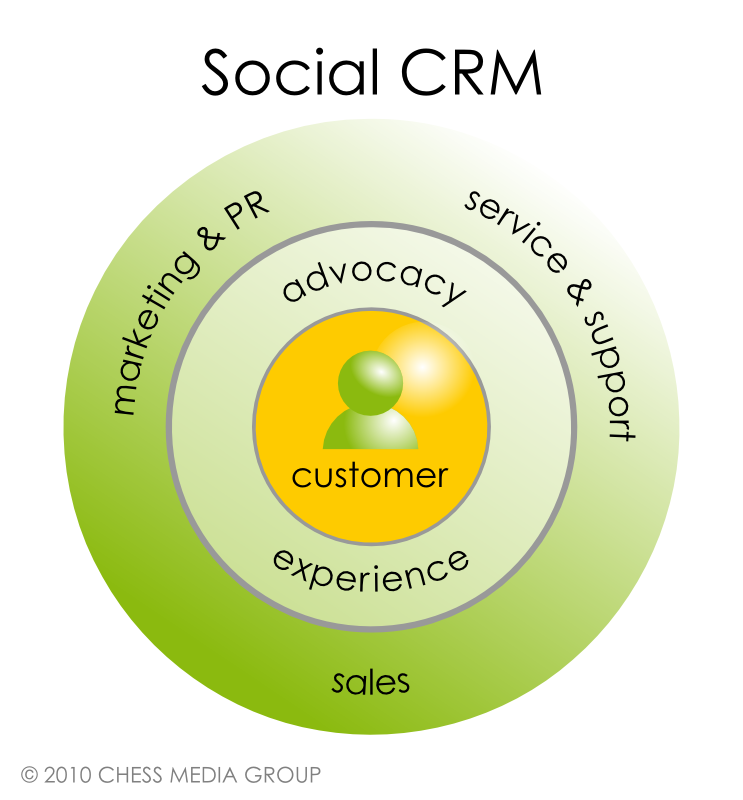 Social CRM
marketing & PR
service & support
advocacy
customer
experience
sales
© 2010 CHESS MEDIA GROUP